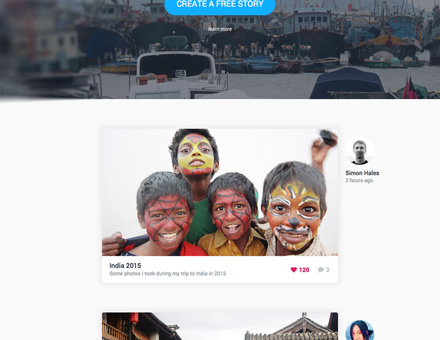 CREATE A FREE STORY
learn more
Simon Hales
2 hours ago
India 2015
Some photos I took during my trip to India in 2015
120 2